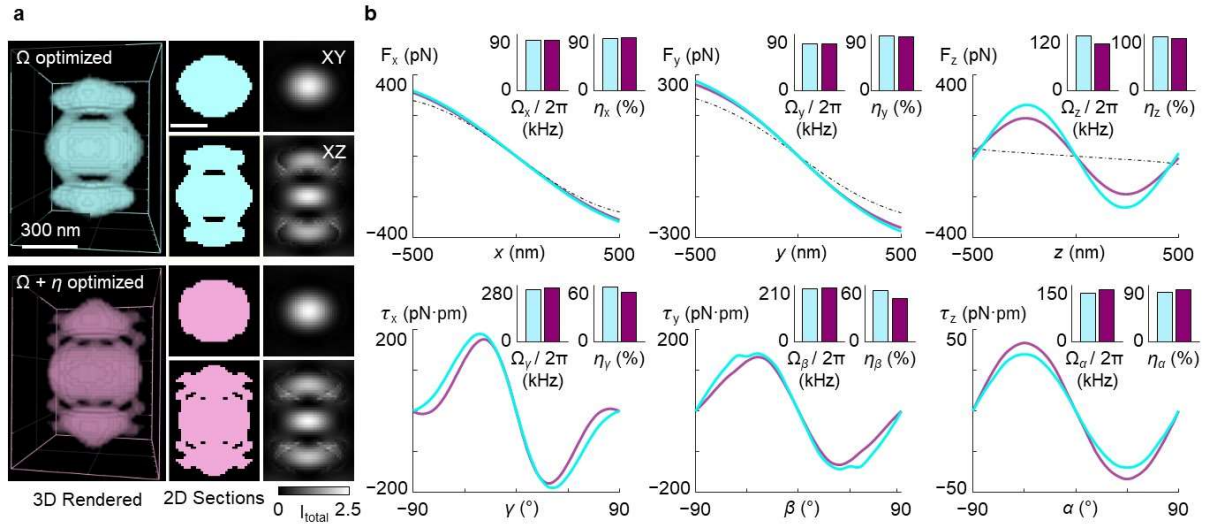 a
Ω optimized
XY
XZ
300 nm
Ω + η optimized
3D Rendered
2D Sections
0 I_total 2.5
b
F_x (pN)
90
0
Ω_x / 2π
(kHz)
90
0
η_x (%)
400
−400
−500
x (nm)
500
F_y (pN)
90
0
Ω_y / 2π
(kHz)
90
0
η_y (%)
300
−300
−500
y (nm)
500
F_z (pN)
120
0
Ω_z / 2π
(kHz)
100
0
η_z (%)
400
−400
−500
z (nm)
500
τ_x (pN·pm)
280
0
Ω_γ / 2π
(kHz)
60
0
η_γ (%)
200
−200
−90
γ (°)
90
τ_y (pN·pm)
210
0
Ω_β / 2π
(kHz)
60
0
η_β (%)
200
−200
−90
β (°)
90
τ_z (pN·pm)
150
0
Ω_α / 2π
(kHz)
90
0
η_α (%)
50
−50
−90
α (°)
90